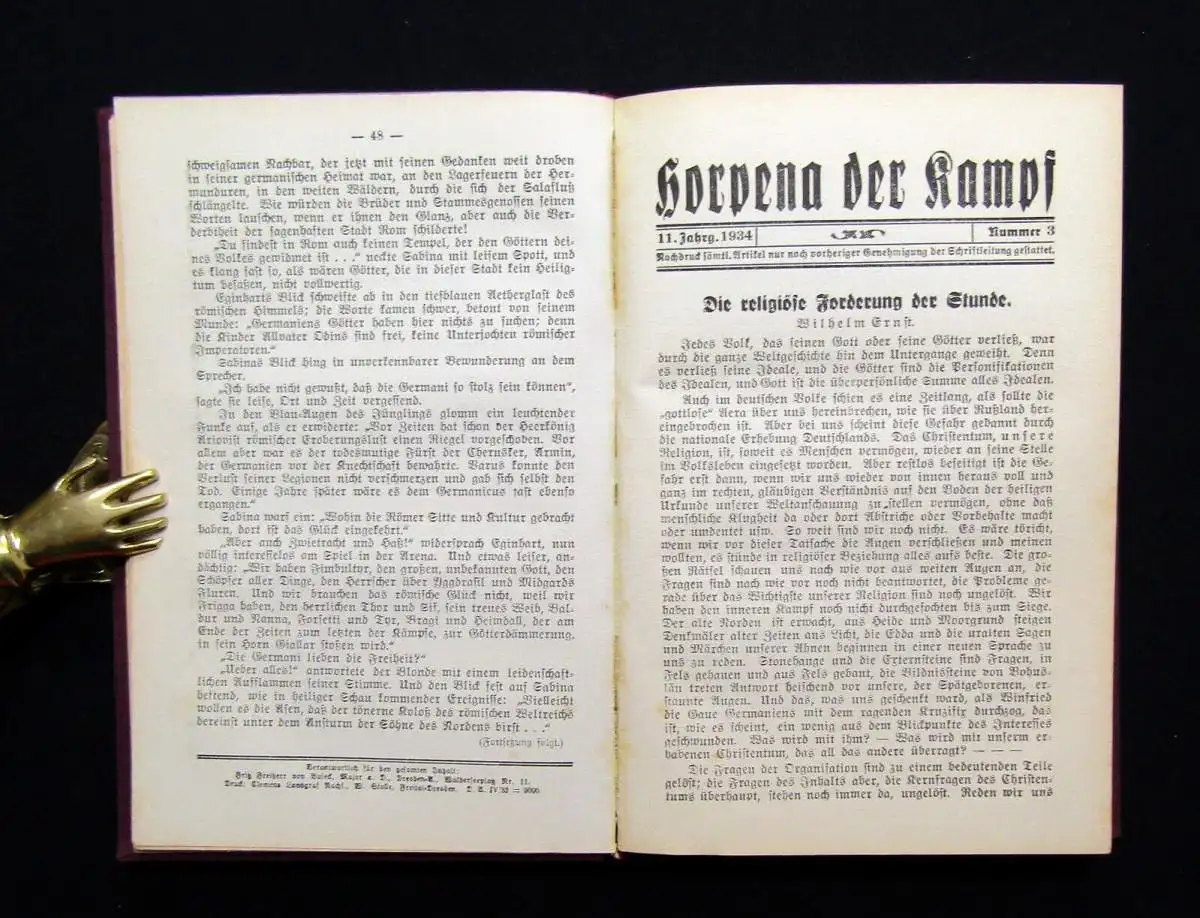 — 48 —
schweigsamen Nachbar, der jetzt mit seinen Gedanken weit droben
in seiner germanischen Heimat war, an den Lagerfeuern der Her-
munduren, in den weiten Wäldern, durch die sich der Salafluß
schlängelte. Wie würden die Brüder und Stammesgenossen seinen
Worten lauschen, wenn er ihnen den Glanz, aber auch die Ver-
derbtheit der sagenhaften Stadt Rom schilderte!
„Du findest in Rom auch keinen Tempel, der den Göttern dei-
nes Volkes gewidmet ist . . .“ neckte Sabina mit leisem Spott, und
es klang fast so, als wären Götter, die in dieser Stadt kein Heilig-
tum besaßen, nicht vollwertig.
Eginharts Blick schweifte ab in den tiefblauen Aetherglast des
römischen Himmels; die Worte kamen schwer, betont von seinem
Munde: „Germaniens Götter haben hier nichts zu suchen; denn
die Kinder Allvater Odins sind frei, keine Unterjochten römischer
Imperatoren.“
Sabinas Blick hing in unverkennbarer Bewunderung an dem
Sprecher.
„Ich habe nicht gewußt, daß die Germani so stolz sein können“,
sagte sie leise, Ort und Zeit vergessend.
In den Blau-Augen des Jünglings glomm ein leuchtender
Funke auf, als er erwiderte: „Vor Zeiten hat schon der Heerkönig
Ariovist römischer Eroberungslust einen Riegel vorgeschoben. Vor
allem aber war es der todesmutige Fürst der Cherusker, Armin,
der Germanien vor der Knechtschaft bewahrte. Varus konnte den
Verlust seiner Legionen nicht verschmerzen und gab sich selbst den
Tod. Einige Jahre später wäre es dem Germanicus fast ebenso
ergangen.“
Sabina warf ein: „Wohin die Römer Sitte und Kultur gebracht
haben, dort ist das Glück eingekehrt.“
„Aber auch Zwietracht und Haß!“ widersprach Eginhart, nun
völlig interesselos am Spiel in der Arena. Und etwas leiser, an-
dächtig: „Wir haben Fimbultyr, den großen, unbekannten Gott, den
Schöpfer aller Dinge, den Herrscher über Yggdrasil und Midgards
Fluren. Und wir brauchen das römische Glück nicht, weil wir
Frigga haben, den herrlichen Thor und Sif, sein treues Weib, Bal-
dur und Nanna, Forsetti und Tyr, Bragi und Heimdall, der am
Ende der Zeiten zum letzten der Kämpfe, zur Götterdämmerung,
in sein Horn Giallar stoßen wird.“
„Die Germani lieben die Freiheit?“
„Ueber alles!“ antwortete der Blonde mit einem leidenschaft-
lichen Aufflammen seiner Stimme. Und den Blick fest auf Sabina
heftend, wie in heiliger Schau kommender Ereignisse: „Vielleicht
wollen es die Asen, daß der tönerne Koloß des römischen Weltreichs
dereinst unter dem Ansturm der Söhne des Nordens birst . . .“
(Fortsetzung folgt.)
Verantwortlich für den gesamten Inhalt:
Fritz Freiherr von Major a. D., Dresden-A., Nr. 11.
Druck: Clemens Landgraf Nachf., W. Stolle, Freital-Dresden. D. A. IV/33 = 9000.
Horpena der Kampf
11. Jahrg. 1934
Nummer 3
Nachdruck sämtl. Artikel nur nach vorheriger Genehmigung der Schriftleitung gestattet.
Die religiöse Forderung der Stunde.
Wilhelm Ernst.
Jedes Volk, das seinen Gott oder seine Götter verließ, war
durch die ganze Weltgeschichte hin dem Untergange geweiht. Denn
es verließ seine Ideale, und die Götter sind die Personifikationen
des Idealen, und Gott ist die überpersönliche Summe alles Idealen.
Auch im deutschen Volke schien es eine Zeitlang, als sollte die
„gottlose“ Aera über uns hereinbrechen, wie sie über Rußland her-
eingebrochen ist. Aber bei uns scheint diese Gefahr gebannt durch
die nationale Erhebung Deutschlands. Das Christentum, unsere
Religion, ist, soweit es Menschen vermögen, wieder an seine Stelle
im Volksleben eingesetzt worden. Aber restlos beseitigt ist die Ge-
fahr erst dann, wenn wir uns wieder von innen heraus voll und
ganz im rechten, gläubigen Verständnis auf den Boden der heiligen
Urkunde unserer Weltanschauung zu stellen vermögen, ohne daß
menschliche Klugheit da oder dort Abstriche oder Vorbehalte macht
oder undentet usw. So weit sind wir noch nicht. Es wäre töricht,
wenn wir vor dieser Tatsache die Augen verschließen und meinen
wollten, es stünde in religiöser Beziehung alles aufs beste. Die gro-
ßen Rätsel schauen uns nach wie vor aus weiten Augen an, die
Fragen sind nach wie vor noch nicht beantwortet, die Probleme ge-
rade über das Wichtigste unserer Religion sind noch ungelöst. Wir
haben den inneren Kampf noch nicht durchgefochten bis zum Siege.
Der alte Norden ist erwacht, aus Heide und Moorgrund steigen
Denkmäler alter Zeiten ans Licht, die Edda und die uralten Sagen
und Märchen unserer Ahnen beginnen in einer neuen Sprache zu
uns zu reden. Stonehange und die Externsteine sind Fragen, in
Fels gehauen und aus Fels gebaut, die Bildnissteine von Bohus-
län treten Antwort heischend vor unsere, der Spätgeborenen, er-
staunte Augen. Und das, was uns geschenkt ward, als Winfried
die Gaue Germaniens mit dem ragenden Kruzifix durchzog, das
ist, wie es scheint, ein wenig aus dem Blickpunkte des Interesses
geschwunden. Was wird mit ihm? — Was wird mit unserm er-
habenen Christentum, das all das andere überragt? — — —
Die Fragen der Organisation sind zu einem bedeutenden Teile
gelöst; die Fragen des Inhalts aber, die Kernfragen des Christen-
tums überhaupt, stehen noch immer da, ungelöst. Reden wir uns